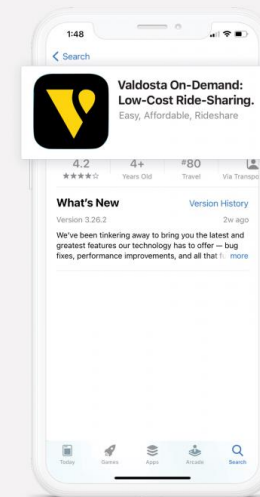 1:48
Search
Valdosta On-Demand:
Low-Cost Ride-Sharing.
Easy, Affordable, Rideshare
4.2
4+
#80
Years Old
Travel
Via Transpo
What's New
Version History
Version 3.26.2
2w ago
We've been tinkering away to bring you the latest and
greatest features our technology has to offer — bug
fixes, performance improvements, and all that more
Today
Games
Apps
Arcade
Search